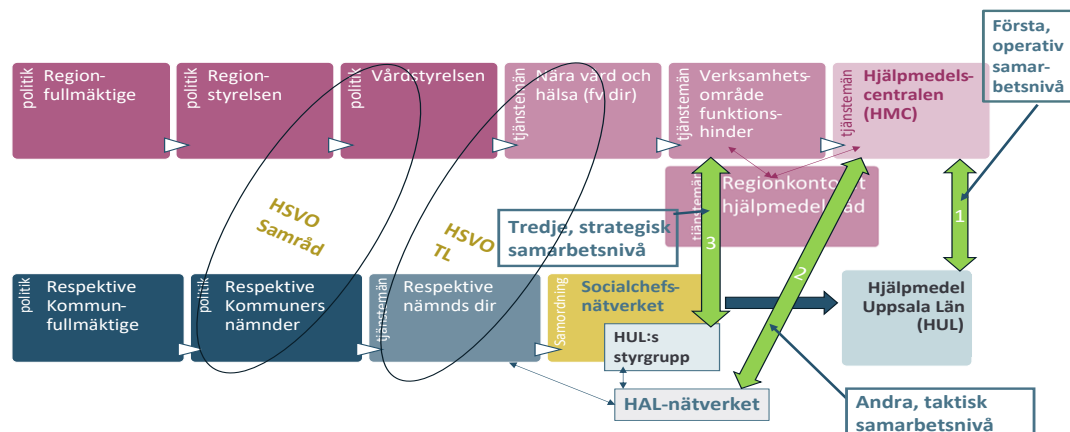 politik
Region-
fullmäktige
politik
Region-
styrelsen
politik
Vårdstyrelsen
tjänstemän
Nära vård och
hälsa (fv dir)
tjänstemän
Verksamhets-
område
funktions-
hinder
tjänstemän
Hjälpmedels-
centralen
(HMC)
Första,
operativ
samar-
betsnivå
HSVO
Samråd
HSVO
TL
Tredje, strategisk
samarbetsnivå
tjänstemän
3
2
1
politik
Respektive
Kommun-
fullmäktige
politik
Respektive
Kommuners
nämnder
tjänstemän
Respektive
nämnds dir
Samordning
Socialchefs-
nätverket
HUL:s
styrgrupp
HAL-nätverket
Hjälpmedel
Uppsala Län
(HUL)
Andra, taktisk
samarbetsnivå